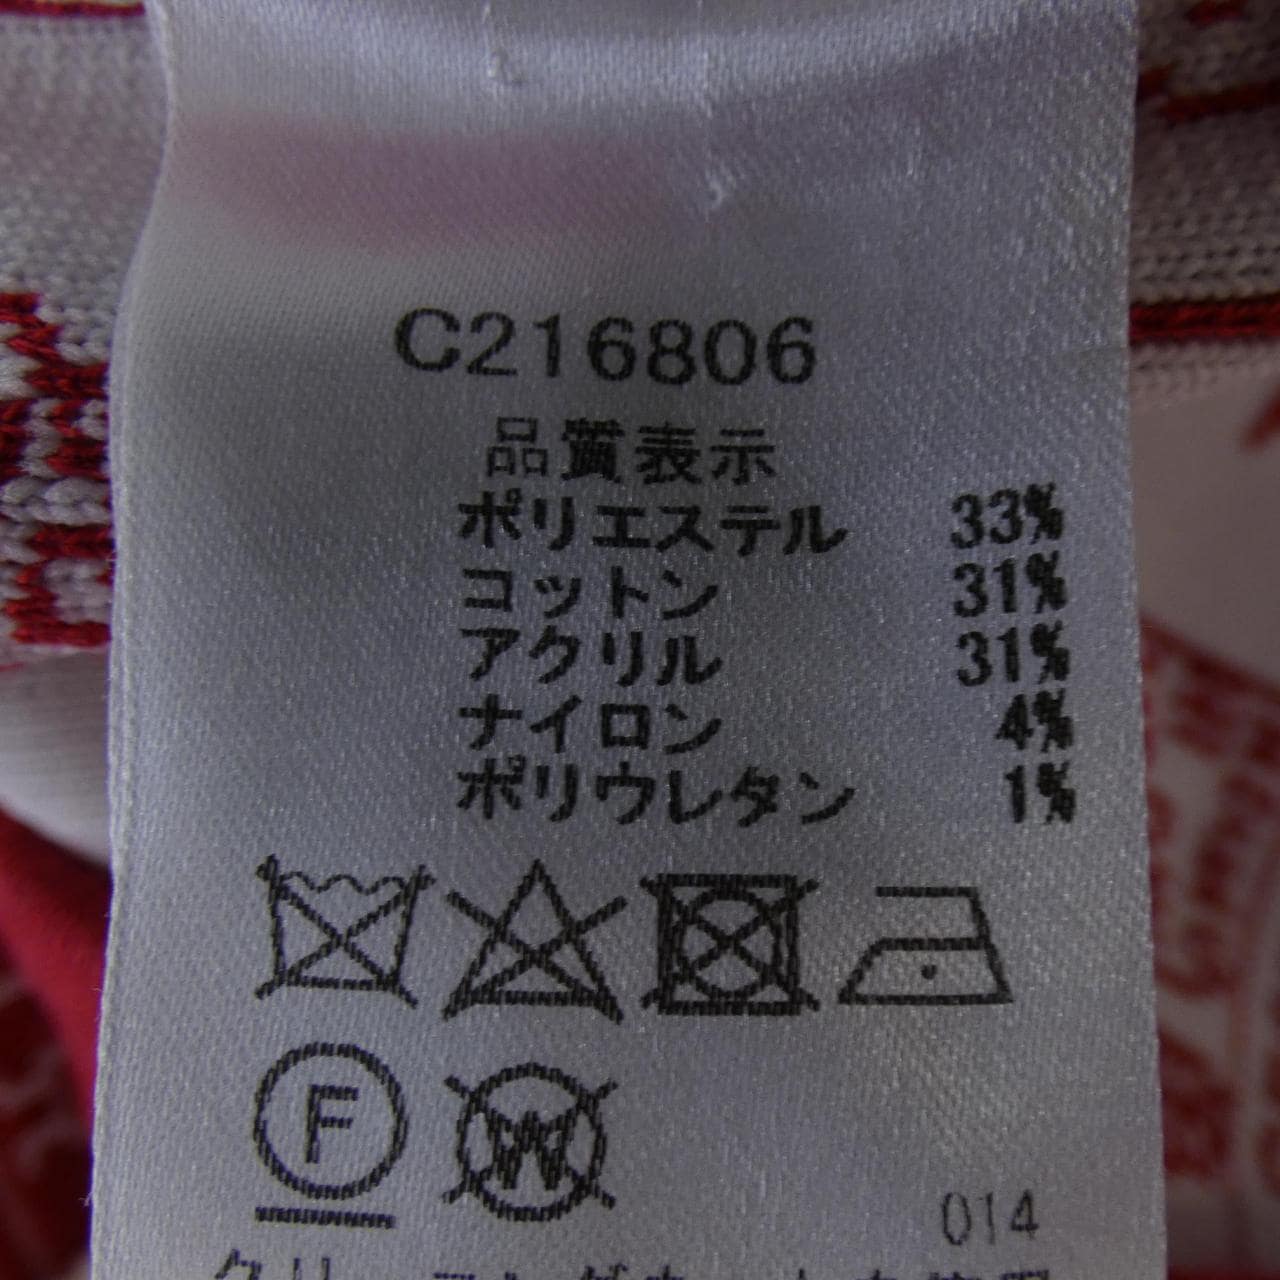 C216806
品質表示
ポリエステル 33%
コットン 31%
アクリル 31%
ナイロン 4%
ポリウレタン 1%
F W
014